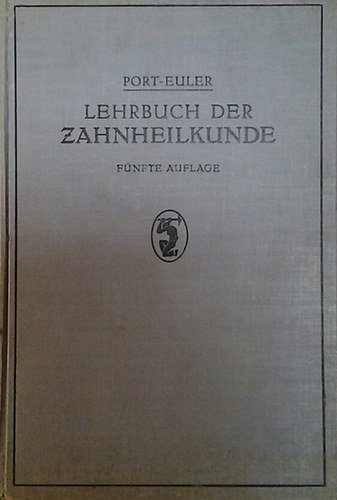 PORT-EULER
LEHRBUCH DER
ZAHNHEILKUNDE
FÜNFTE AUFLAGE